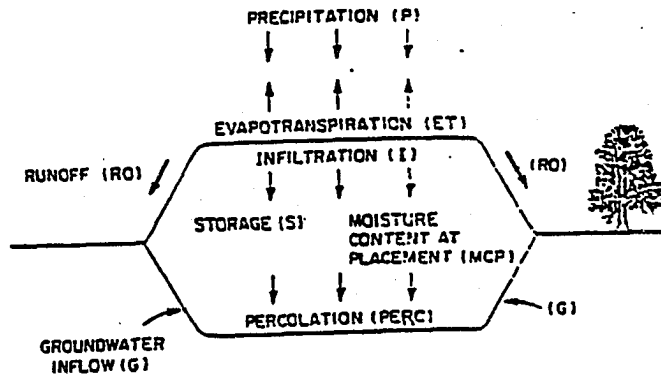 PRECIPITATION (P)
EVAPOTRANSPIRATION (ET)
RUNOFF (RO)
INFILTRATION (I)
(RO)
STORAGE (S)
MOISTURE
CONTENT AT
PLACEMENT (MCP)
PERCOLATION (PERC)
(G)
GROUNDWATER
INFLOW (G)